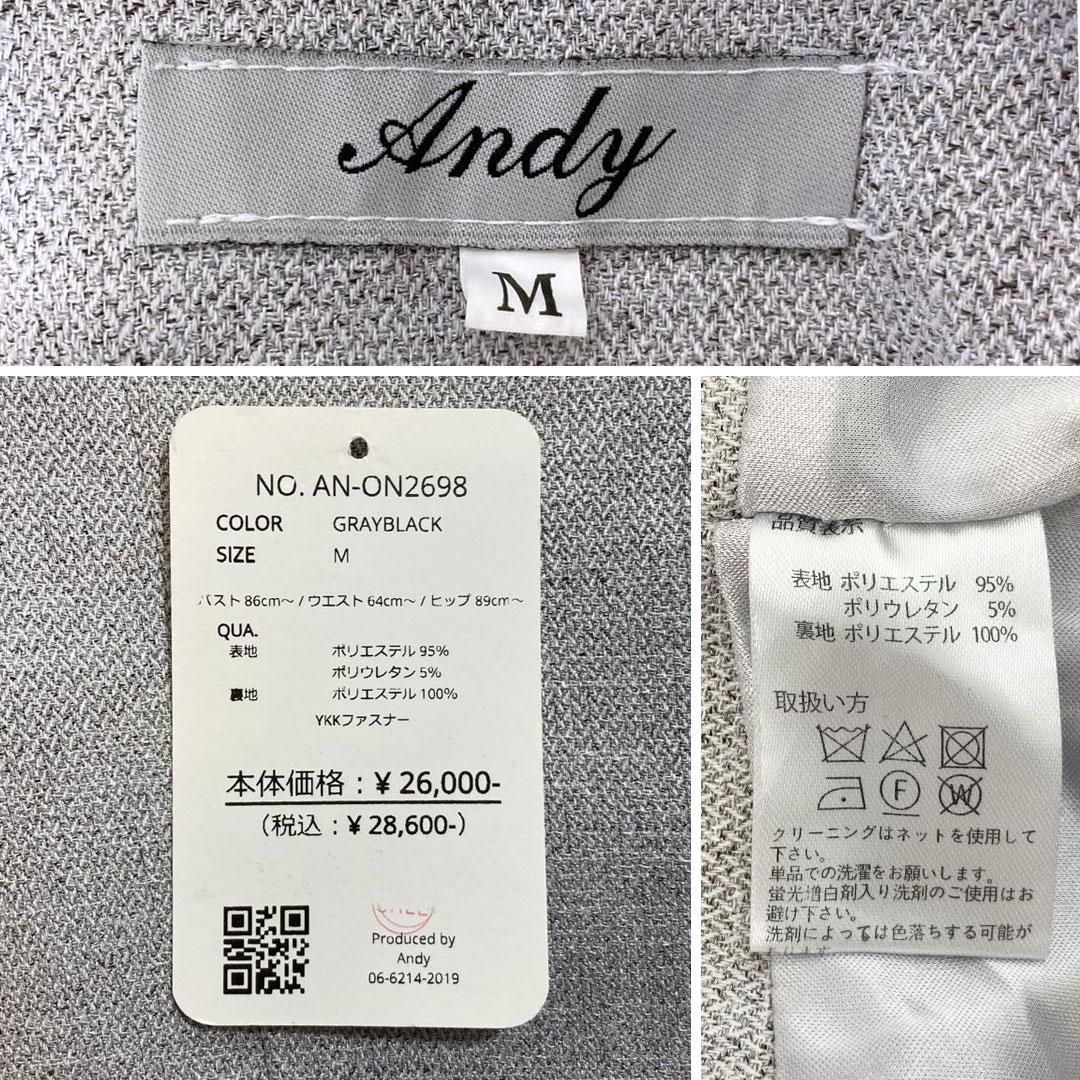 Andy
M
NO. AN-ON2698
COLOR GRAYBLACK
SIZE M
バスト 86cm～ / ウエスト 64cm～ / ヒップ 89cm～
QUA.
表地 ポリエステル 95%
ポリウレタン 5%
裏地 ポリエステル 100%
YKKファスナー
本体価格：¥ 26,000-
（税込：¥ 28,600-）
Produced by
Andy
06-6214-2019
品質表示
表地 ポリエステル 95%
ポリウレタン 5%
裏地 ポリエステル 100%
取扱い方
F W
クリーニングはネットを使用して
下さい。
単品での洗濯をお願いします。
蛍光増白剤入り洗剤のご使用はお
避け下さい。
洗剤によっては色落ちする可能が
あります